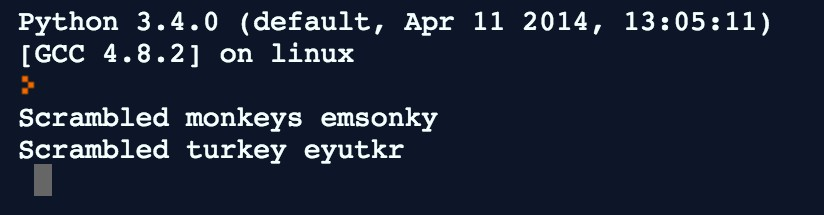 Python 3.4.0 (default, Apr 11 2014, 13:05:11)
[GCC 4.8.2] on linux
>
Scrambled monkeys emsonky
Scrambled turkey eyutkr